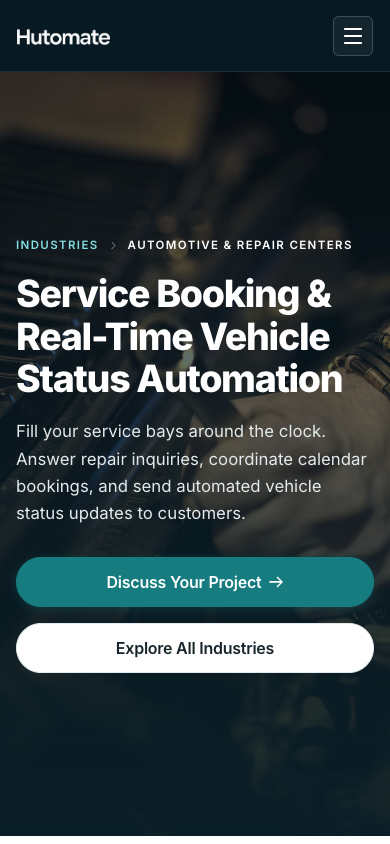 Hutomate
INDUSTRIES > AUTOMOTIVE & REPAIR CENTERS
Service Booking &
Real-Time Vehicle
Status Automation
Fill your service bays around the clock.
Answer repair inquiries, coordinate calendar
bookings, and send automated vehicle
status updates to customers.
Discuss Your Project →
Explore All Industries